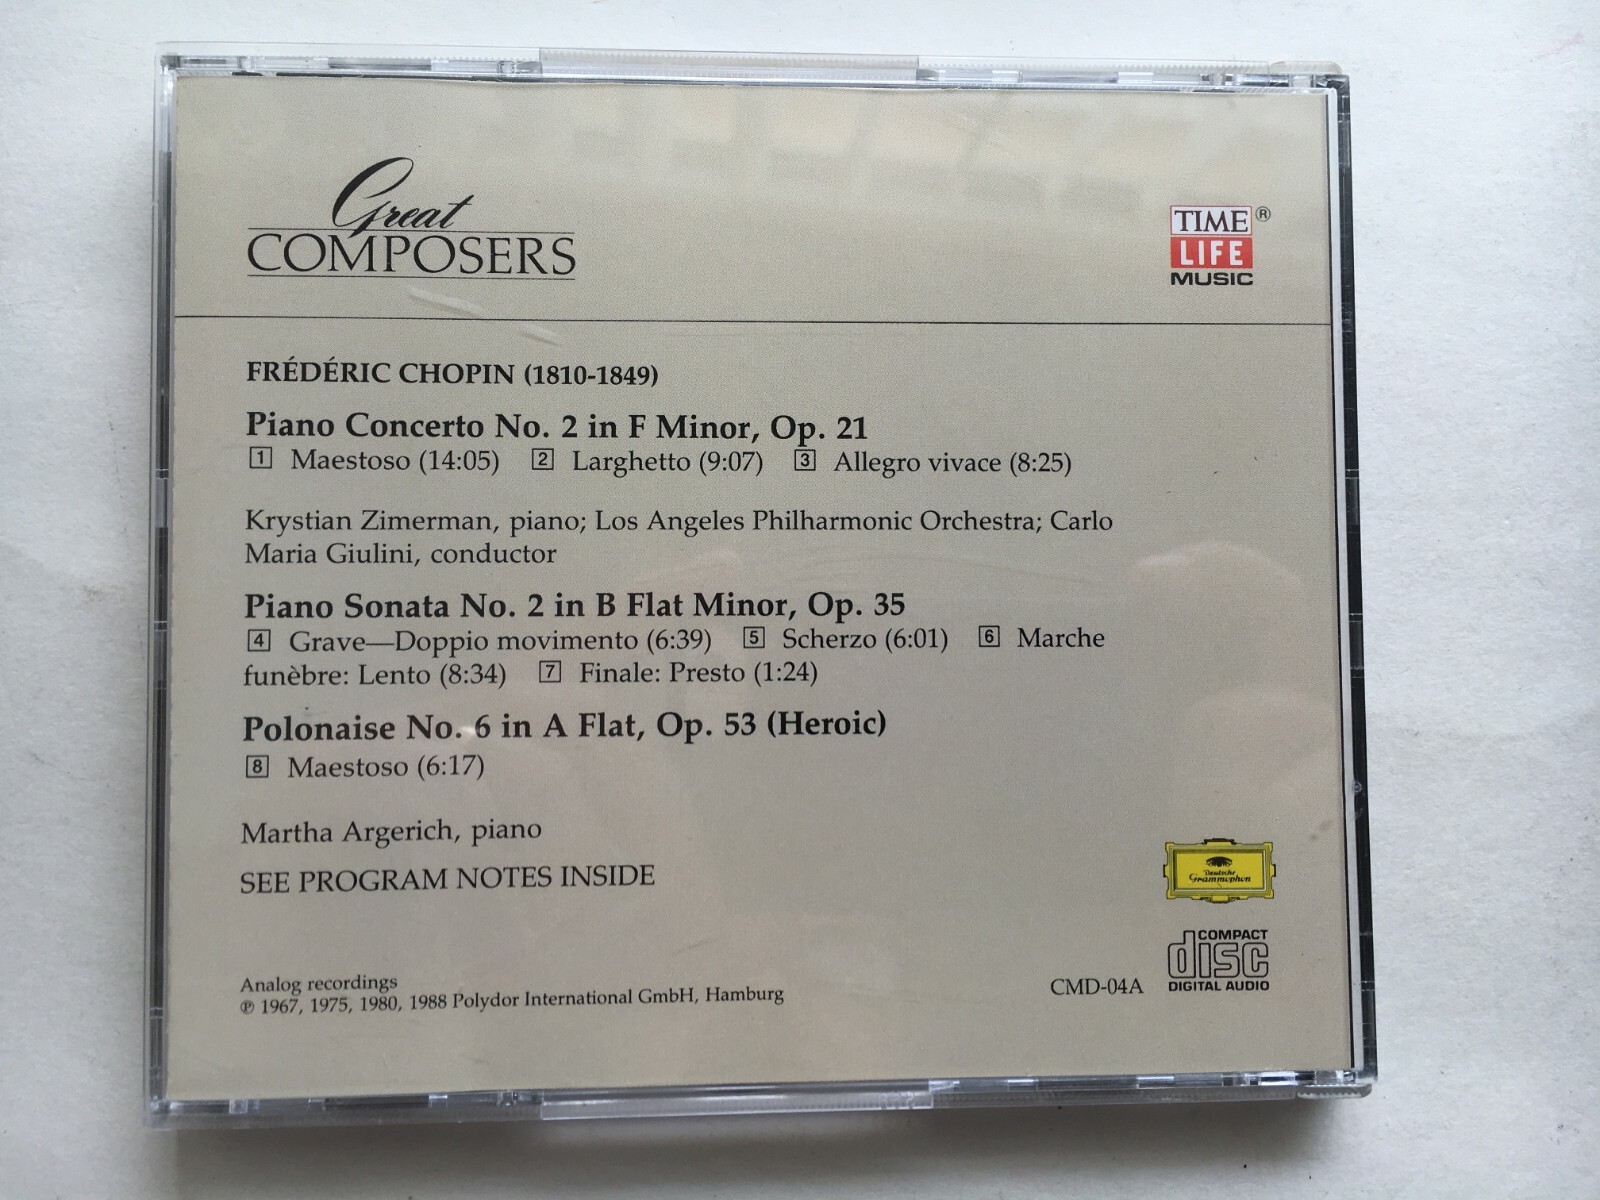 Great
COMPOSERS
TIME®
LIFE
MUSIC
FRÉDÉRIC CHOPIN (1810-1849)
Piano Concerto No. 2 in F Minor, Op. 21
1 Maestoso (14:05) 2 Larghetto (9:07) 3 Allegro vivace (8:25)
Krystian Zimerman, piano; Los Angeles Philharmonic Orchestra; Carlo
Maria Giulini, conductor
Piano Sonata No. 2 in B Flat Minor, Op. 35
4 Grave—Doppio movimento (6:39) 5 Scherzo (6:01) 6 Marche
funèbre: Lento (8:34) 7 Finale: Presto (1:24)
Polonaise No. 6 in A Flat, Op. 53 (Heroic)
8 Maestoso (6:17)
Martha Argerich, piano
SEE PROGRAM NOTES INSIDE
Deutsche
Grammophon
COMPACT
disc
DIGITAL AUDIO
Analog recordings
℗ 1967, 1975, 1980, 1988 Polydor International GmbH, Hamburg
CMD-04A